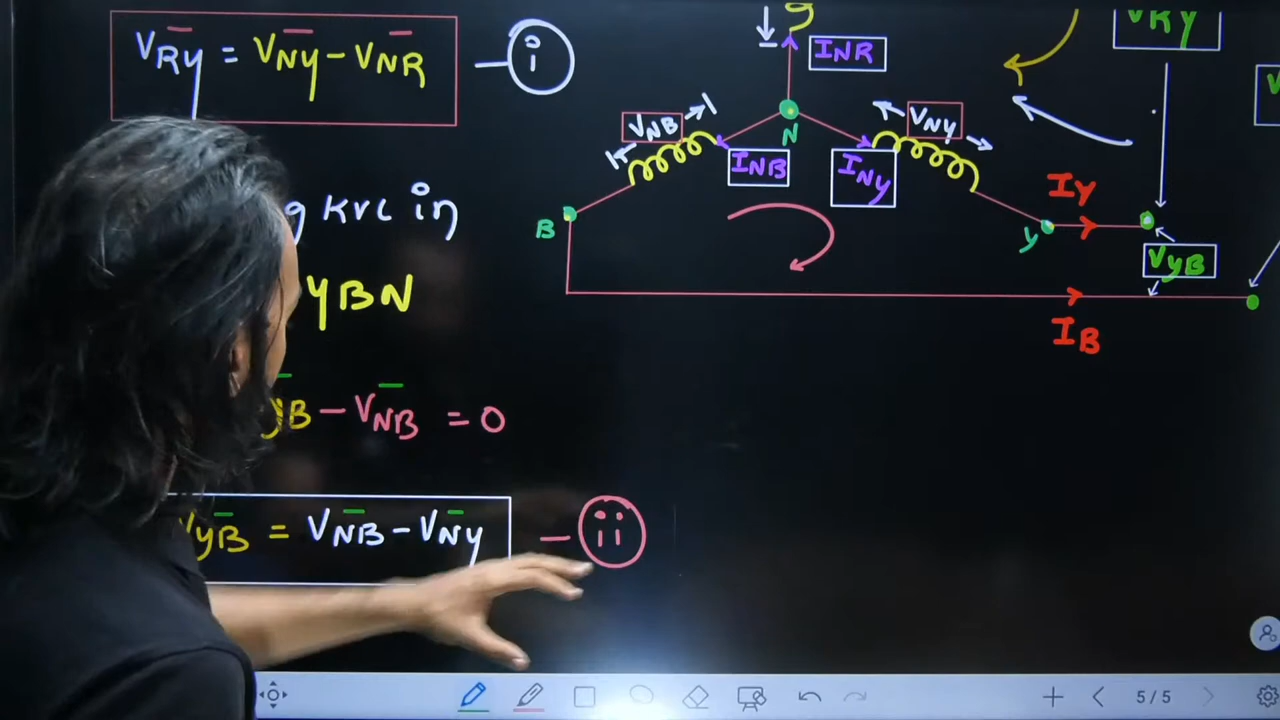 VRY = VNY - VNR - i
g KVL in
YBN
yB - VNB = 0
VYB = VNB - VNY - ii
INR
VRY
VNB
N
VNY
INB
INY
IY
B
Y
VYB
IB
5/5